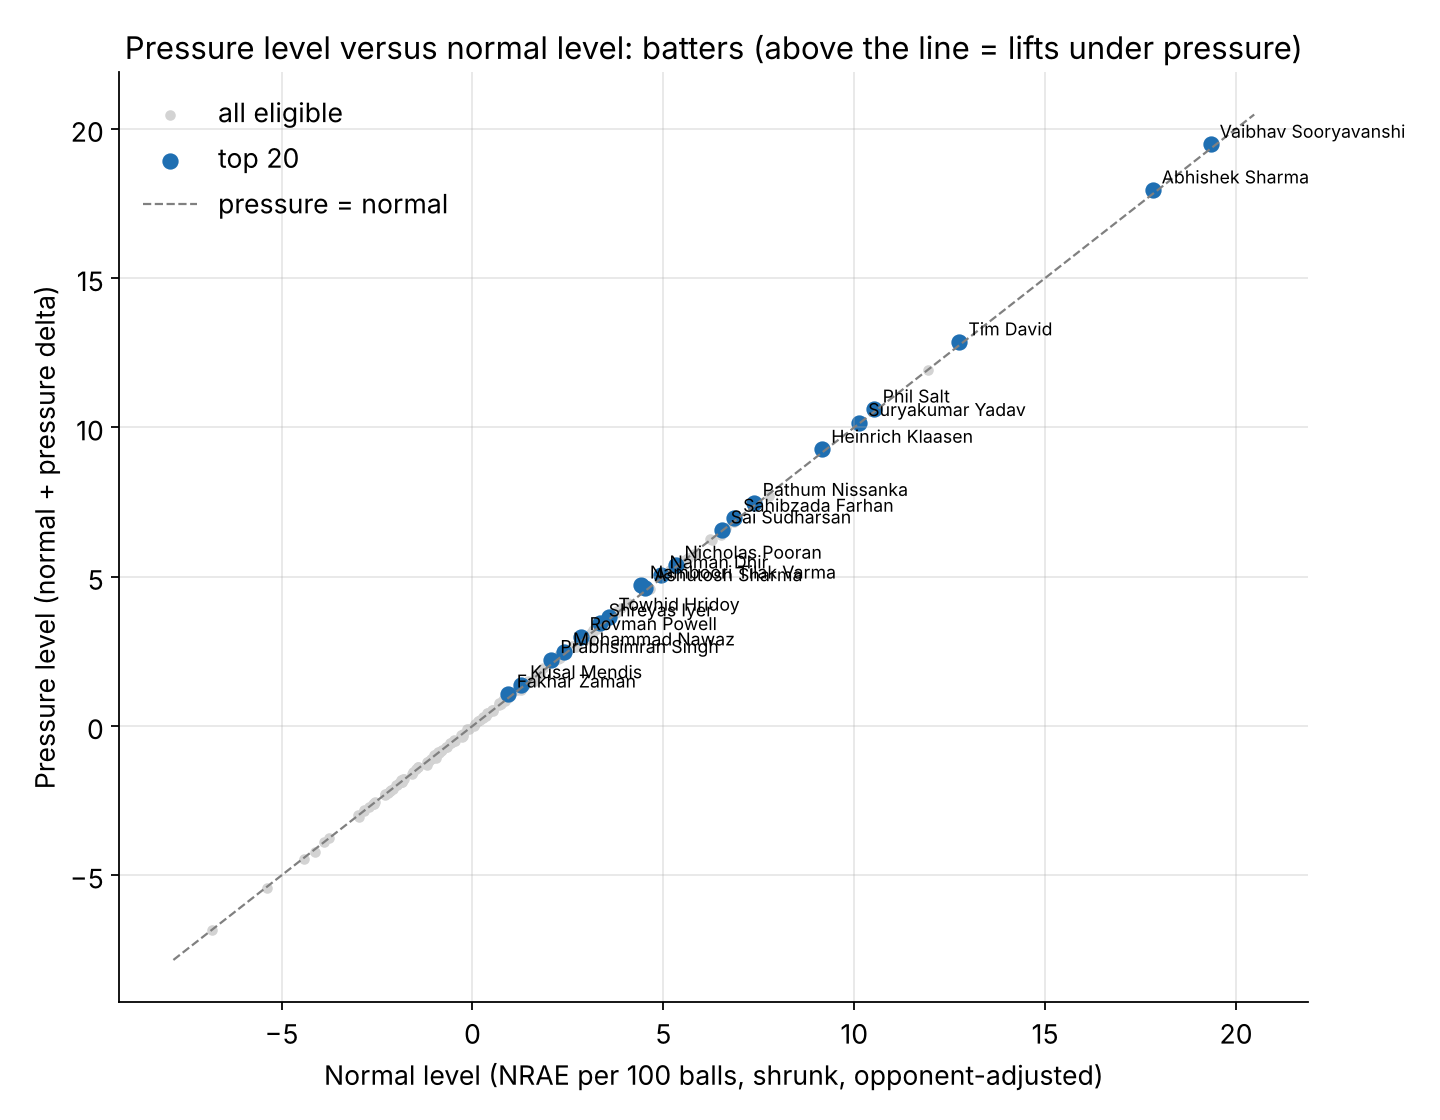 Pressure level versus normal level: batters (above the line = lifts under pressure)
all eligible
top 20
pressure = normal
Vaibhav Sooryavanshi
Abhishek Sharma
Tim David
Phil Salt
Suryakumar Yadav
Heinrich Klaasen
Pathum Nissanka
Sahibzada Farhan
Sai Sudharsan
Nicholas Pooran
Naman Dhir
Namboori Tilak Varma
Ashutosh Sharma
Towhid Hridoy
Shreyas Iyer
Rovman Powell
Mohammad Nawaz
Prabhsimran Singh
Kusal Mendis
Fakhar Zaman
20
15
10
5
0
−5
−5
0
5
10
15
20
Pressure level (normal + pressure delta)
Normal level (NRAE per 100 balls, shrunk, opponent-adjusted)